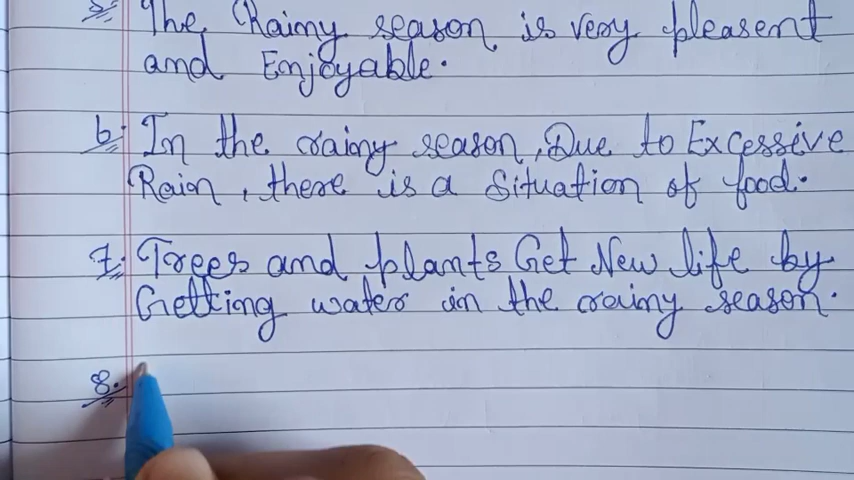 5. The Rainy season is very pleasent
and Enjoyable.
6. In the rainy season, Due to Excessive
Rain, there is a Situation of food.
7. Trees and plants Get New life by
Getting water in the rainy season.
8.